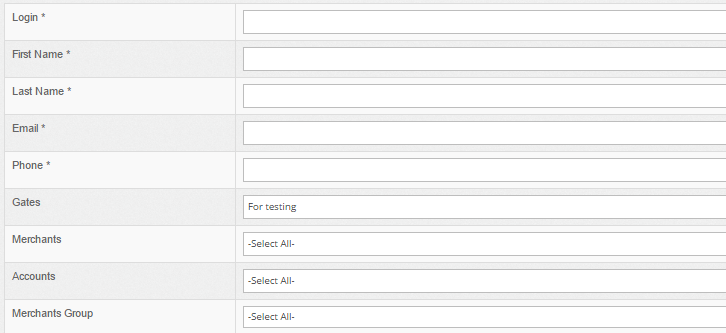 Login *
First Name *
Last Name *
Email *
Phone *
Gates For testing
Merchants -Select All-
Accounts -Select All-
Merchants Group -Select All-